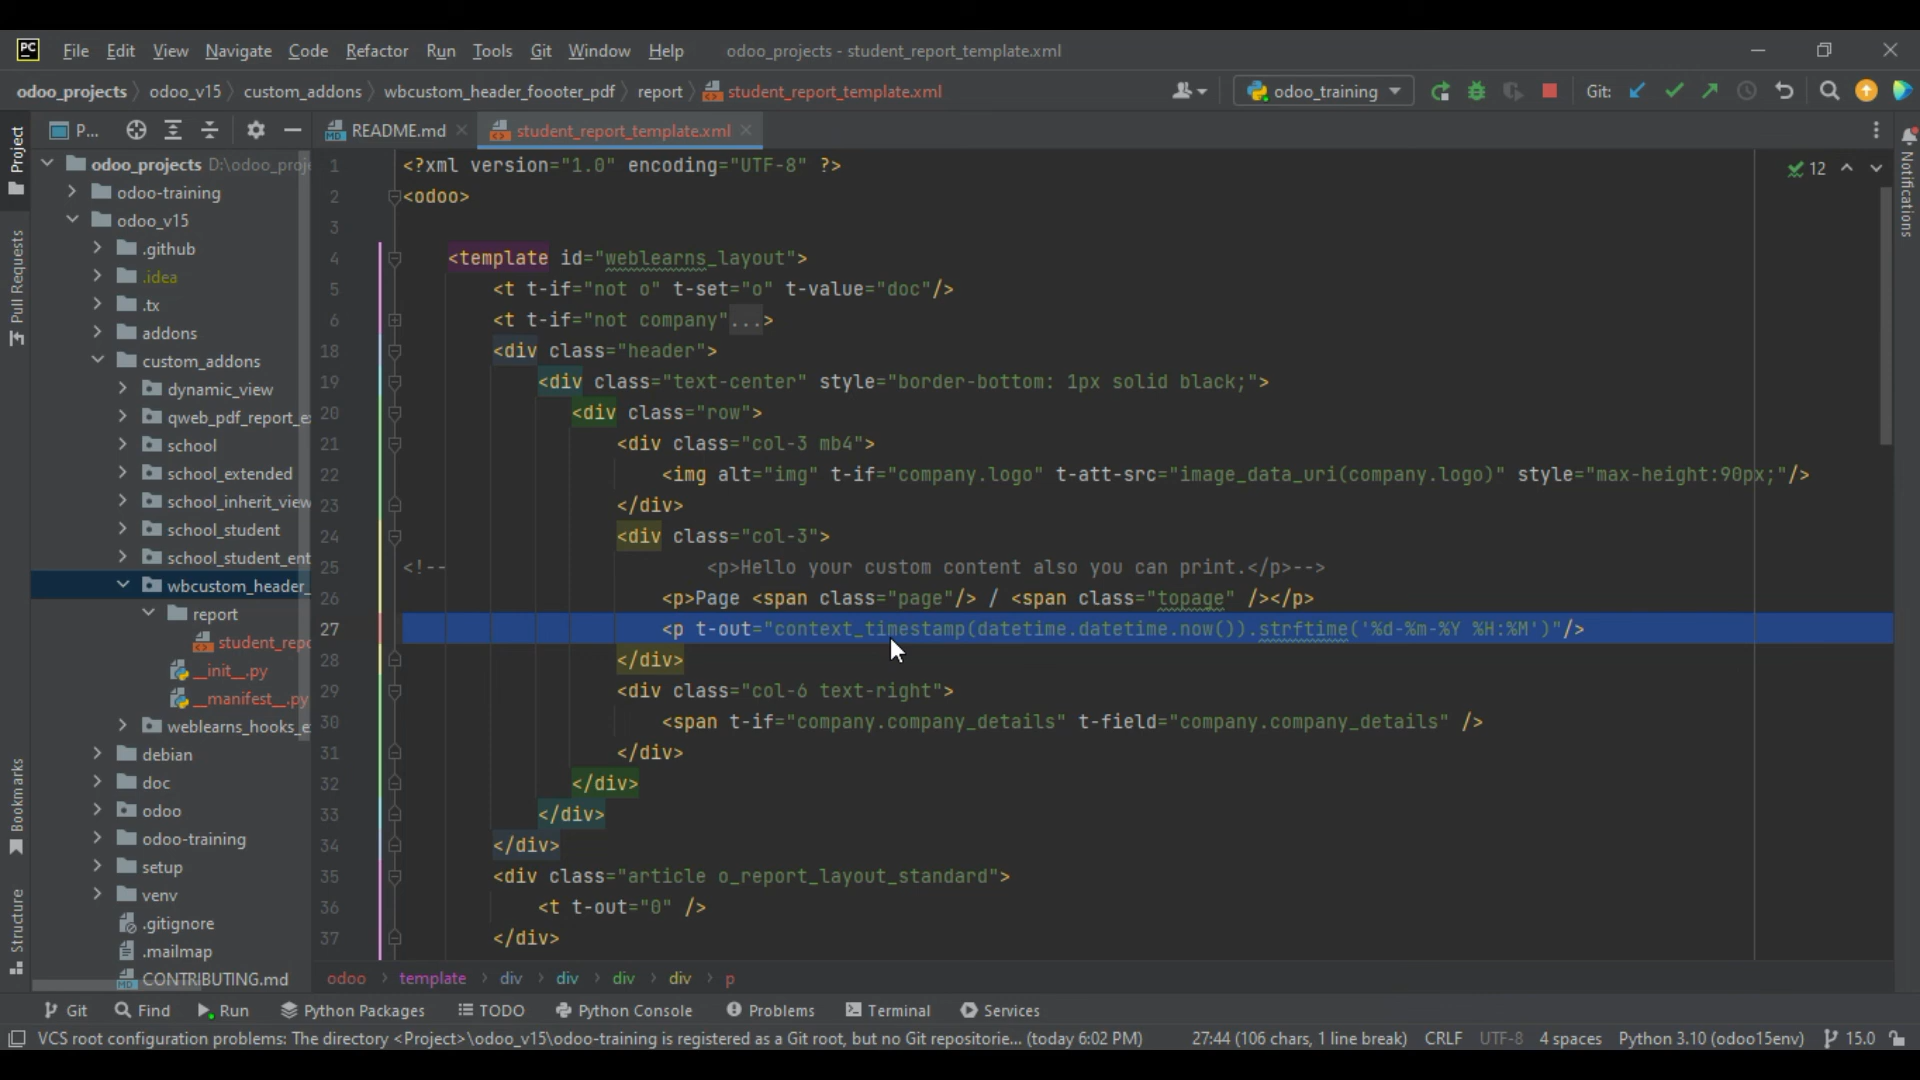 PC File Edit View Navigate Code Refactor Run Tools Git Window Help odoo_projects - student_report_template.xml
odoo_projects odoo_v15 custom_addons wbcustom_header_foooter_pdf report student_report_template.xml odoo_training Git:
P... README.md student_report_template.xml
Project
Pull Requests
Bookmarks
Structure
Notifications
odoo_projects D:\odoo_proj
odoo-training
odoo_v15
.github
.idea
.tx
addons
custom_addons
dynamic_view
qweb_pdf_report_e
school
school_extended
school_inherit_view
school_student
school_student_ent
wbcustom_header_
report
student_repo
__init__.py
__manifest__.py
weblearns_hooks_e
debian
doc
odoo
odoo-training
setup
venv
.gitignore
.mailmap
CONTRIBUTING.md
12
1 <?xml version="1.0" encoding="UTF-8" ?>
2 <odoo>
3
4 <template id="weblearns_layout">
5 <t t-if="not o" t-set="o" t-value="doc"/>
6 <t t-if="not company"...>
18 <div class="header">
19 <div class="text-center" style="border-bottom: 1px solid black;">
20 <div class="row">
21 <div class="col-3 mb4">
22 <img alt="img" t-if="company.logo" t-att-src="image_data_uri(company.logo)" style="max-height:90px;"/>
23 </div>
24 <div class="col-3">
25 <!-- <p>Hello your custom content also you can print.</p>-->
26 <p>Page <span class="page"/> / <span class="topage" /></p>
27 <p t-out="context_timestamp(datetime.datetime.now()).strftime('%d-%m-%Y %H:%M')"/>
28 </div>
29 <div class="col-6 text-right">
30 <span t-if="company.company_details" t-field="company.company_details" />
31 </div>
32 </div>
33 </div>
34 </div>
35 <div class="article o_report_layout_standard">
36 <t t-out="0" />
37 </div>
odoo template div div div div p
Git Find Run Python Packages TODO Python Console Problems Terminal Services
VCS root configuration problems: The directory <Project>\odoo_v15\odoo-training is registered as a Git root, but no Git repositorie... (today 6:02 PM) 27:44 (106 chars, 1 line break) CRLF UTF-8 4 spaces Python 3.10 (odoo15env) 15.0